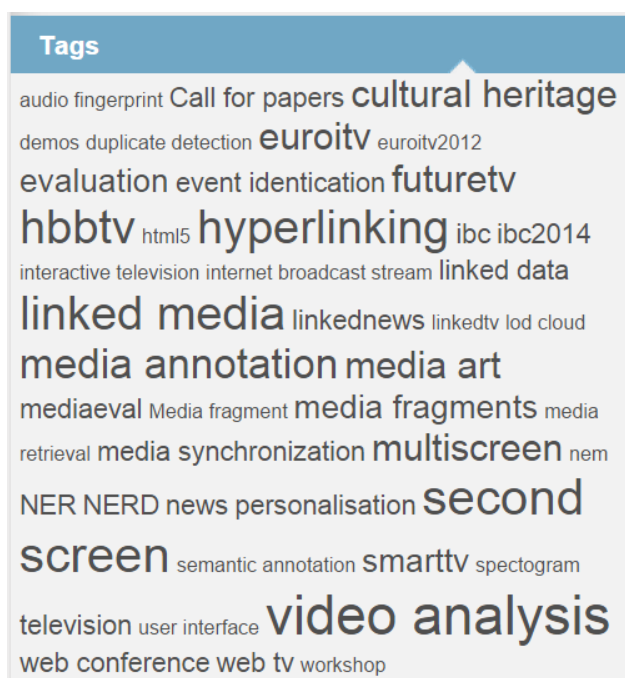 Tags
audio fingerprint Call for papers cultural heritage
demos duplicate detection euroitv euroitv2012
evaluation event identication futuretv
hbbtv html5 hyperlinking ibc ibc2014
interactive television internet broadcast stream linked data
linked media linkednews linkedtv lod cloud
media annotation media art
mediaeval Media fragment media fragments media
retrieval media synchronization multiscreen nem
NER NERD news personalisation second
screen semantic annotation smarttv spectogram
television user interface video analysis
web conference web tv workshop